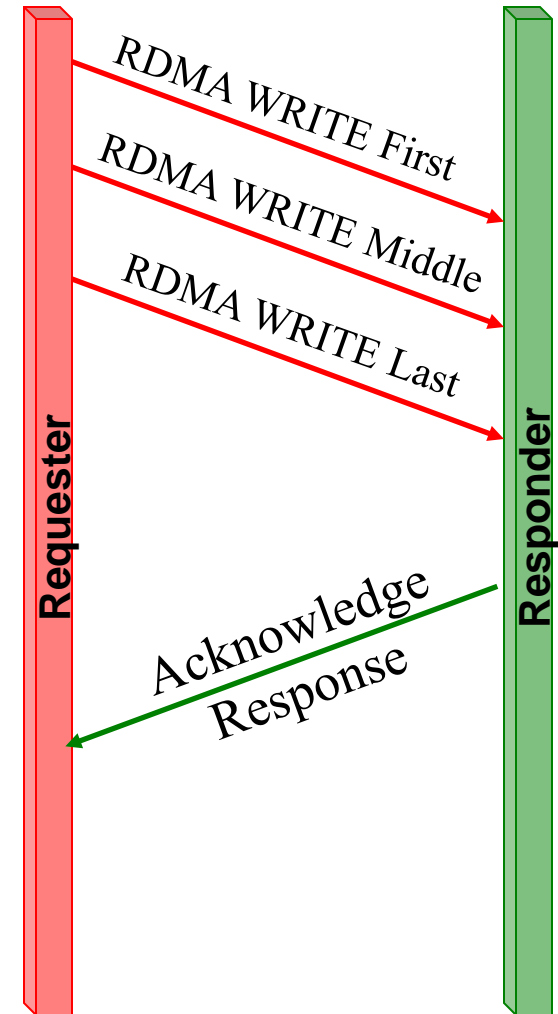 RDMA WRITE First
RDMA WRITE Middle
RDMA WRITE Last
Requester
Responder
Acknowledge
Response